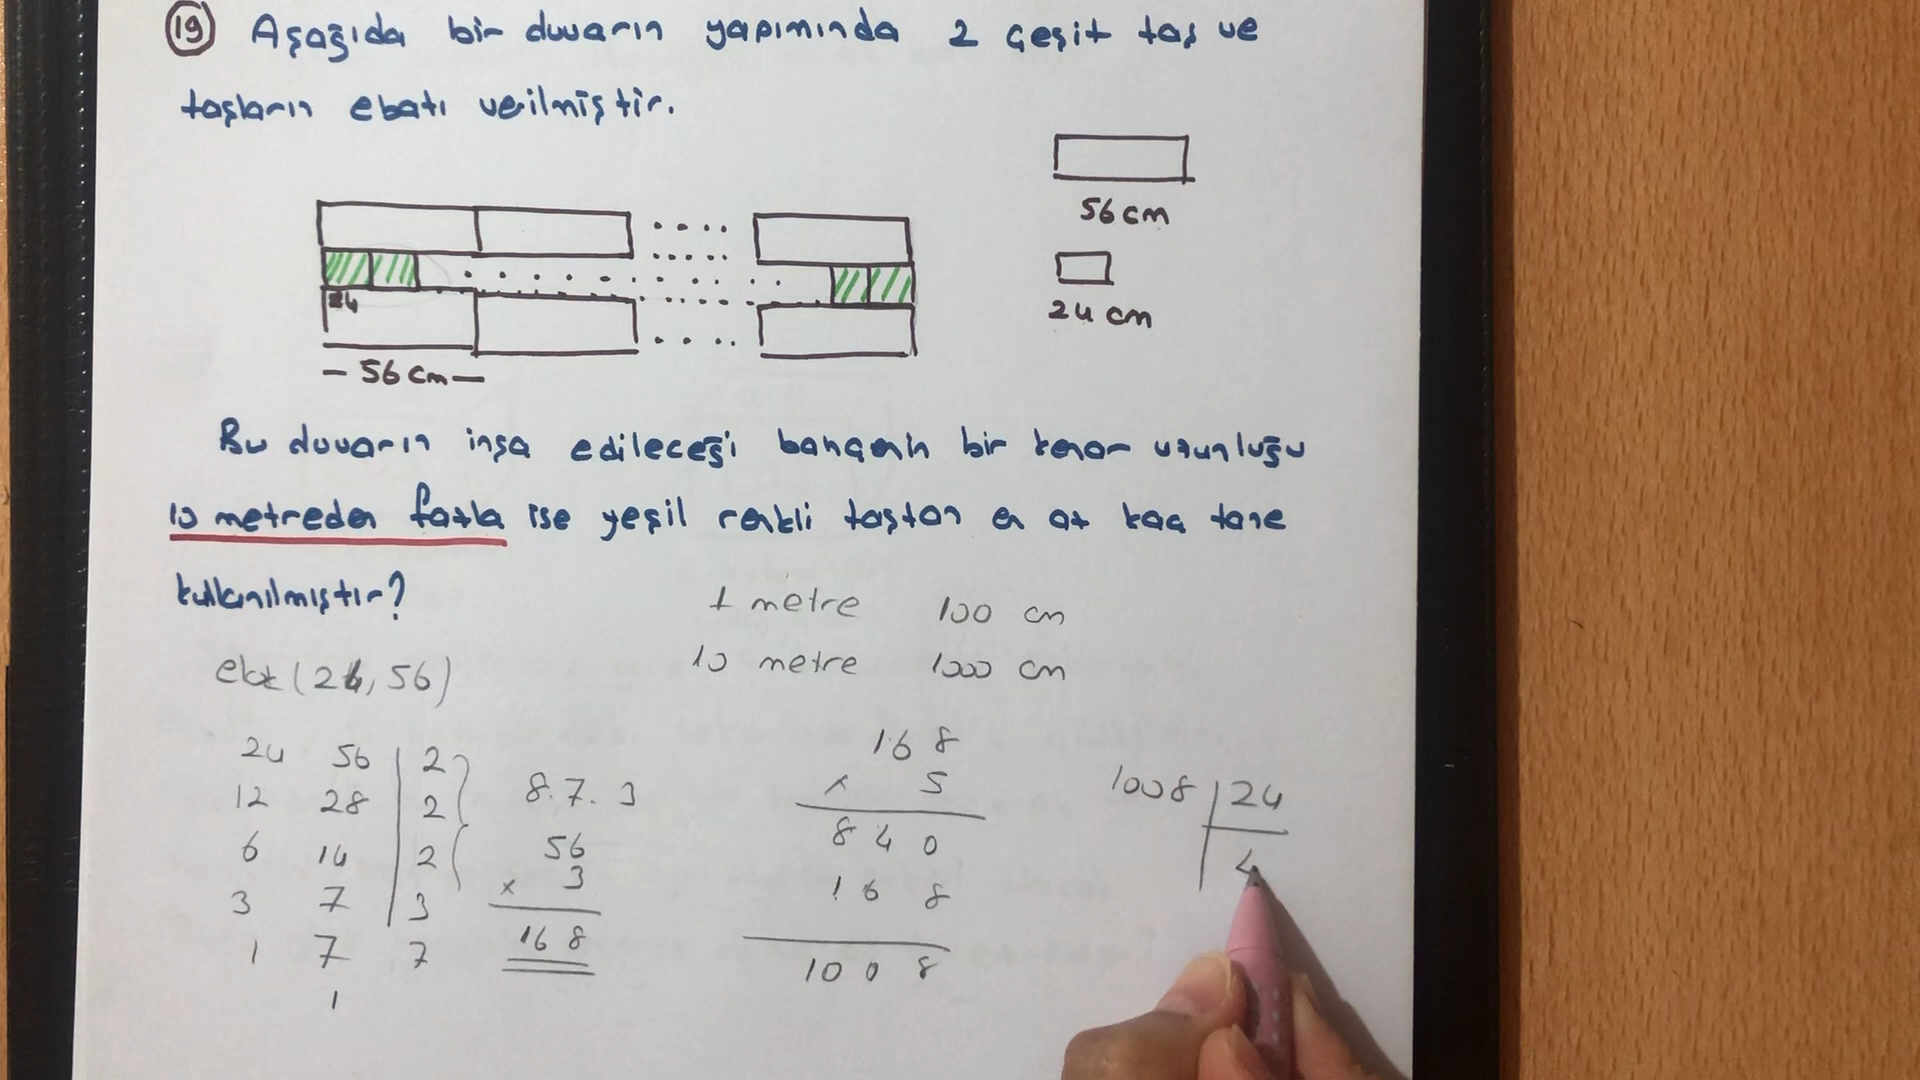 19 Aşağıda bir duvarın yapımında 2 çeşit taş ve
taşların ebatı verilmiştir.
56 cm
24 cm
24
- 56 cm -
Bu duvarın inşa edileceği bahçenin bir kenar uzunluğu
10 metreden fazla ise yeşil renkli taştan en az kaç tane
kullanılmıştır?
1 metre 100 cm
10 metre 1000 cm
ekok(24, 56)
24 56 | 2
12 28 | 2
6 14 | 2
3 7 | 3
1 7 7
1
8.7.3
56
x 3
168
168
x 5
840
168
1008
1008 | 24
4